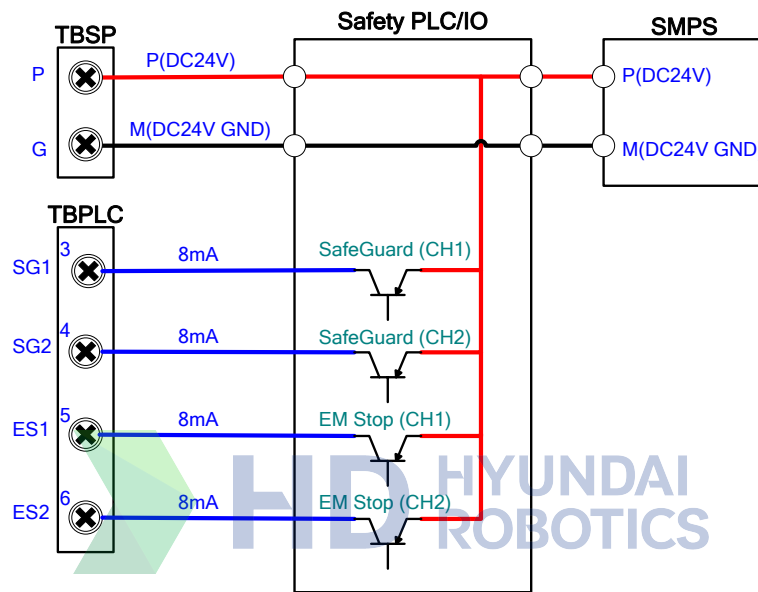 Safety PLC/IO
SMPS
TBSP
P
P(DC24V)
P(DC24V)
G
M(DC24V GND)
M(DC24V GND
TBPLC
3
SG1
8mA
SafeGuard (CH1)
4
SG2
8mA
SafeGuard (CH2)
5
ES1
8mA
EM Stop (CH1)
6
ES2
8mA
EM Stop (CH2)
HD HYUNDAI
ROBOTICS